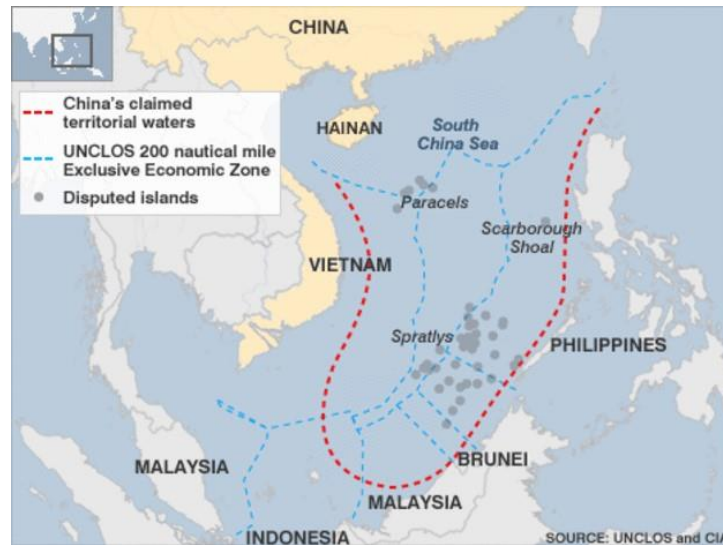 CHINA
China's claimed
territorial waters
UNCLOS 200 nautical mile
Exclusive Economic Zone
Disputed islands
HAINAN
South
China Sea
Paracels
Scarborough
Shoal
VIETNAM
Spratlys
PHILIPPINES
MALAYSIA
BRUNEI
MALAYSIA
INDONESIA
SOURCE: UNCLOS and CIA